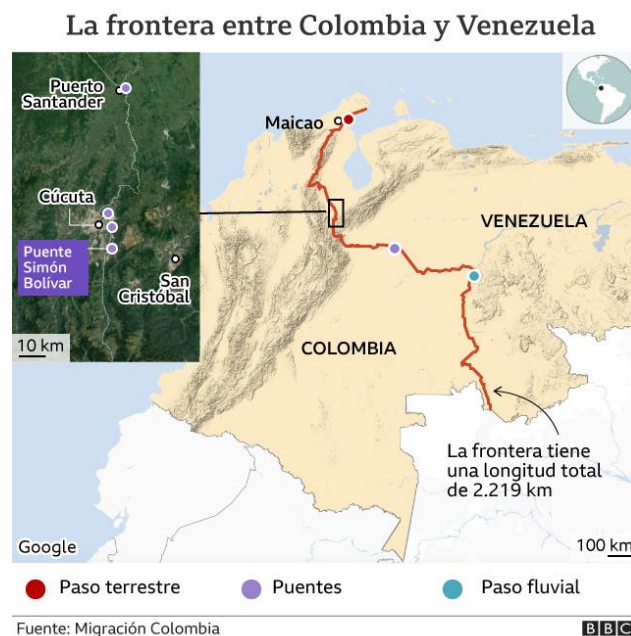 La frontera entre Colombia y Venezuela
Puerto
Santander
Cúcuta
Puente
Simón
Bolívar
San
Cristóbal
10 km
Maicao
VENEZUELA
COLOMBIA
La frontera tiene
una longitud total
de 2.219 km
Google
100 km
Paso terrestre
Puentes
Paso fluvial
Fuente: Migración Colombia
BBC